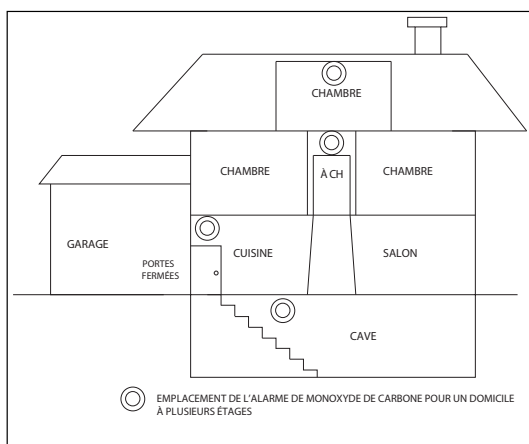 CHAMBRE
CHAMBRE
À CH
CHAMBRE
GARAGE
PORTES
FERMÉES
CUISINE
SALON
CAVE
EMPLACEMENT DE L'ALARME DE MONOXYDE DE CARBONE POUR UN DOMICILE
À PLUSIEURS ÉTAGES